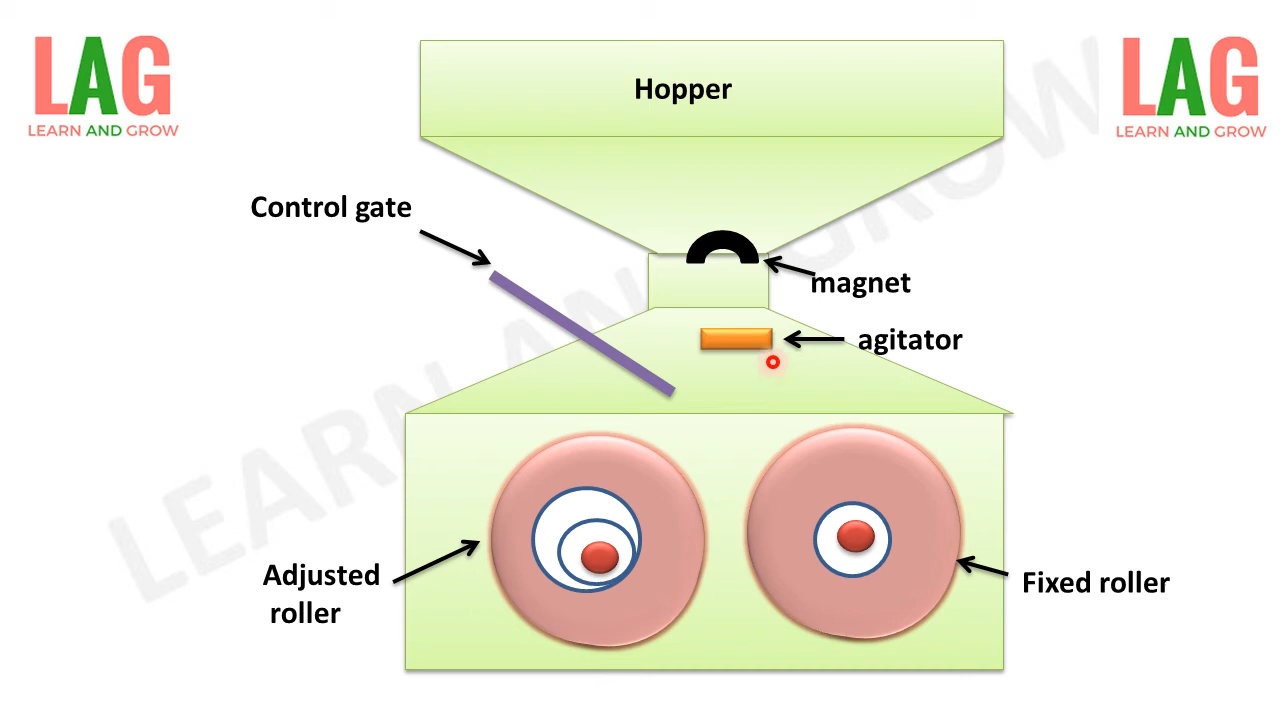 LAG
LEARN AND GROW
LAG
LEARN AND GROW
Hopper
Control gate
magnet
agitator
Adjusted
roller
Fixed roller
LEARN AND GROW